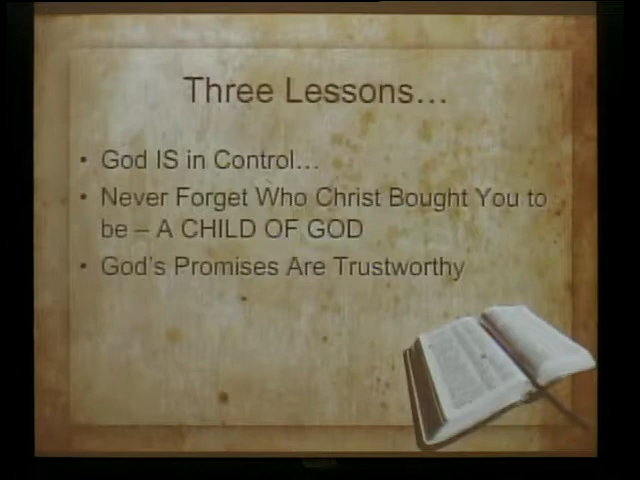 Three Lessons...
• God IS in Control...
• Never Forget Who Christ Bought You to
be – A CHILD OF GOD
• God's Promises Are Trustworthy